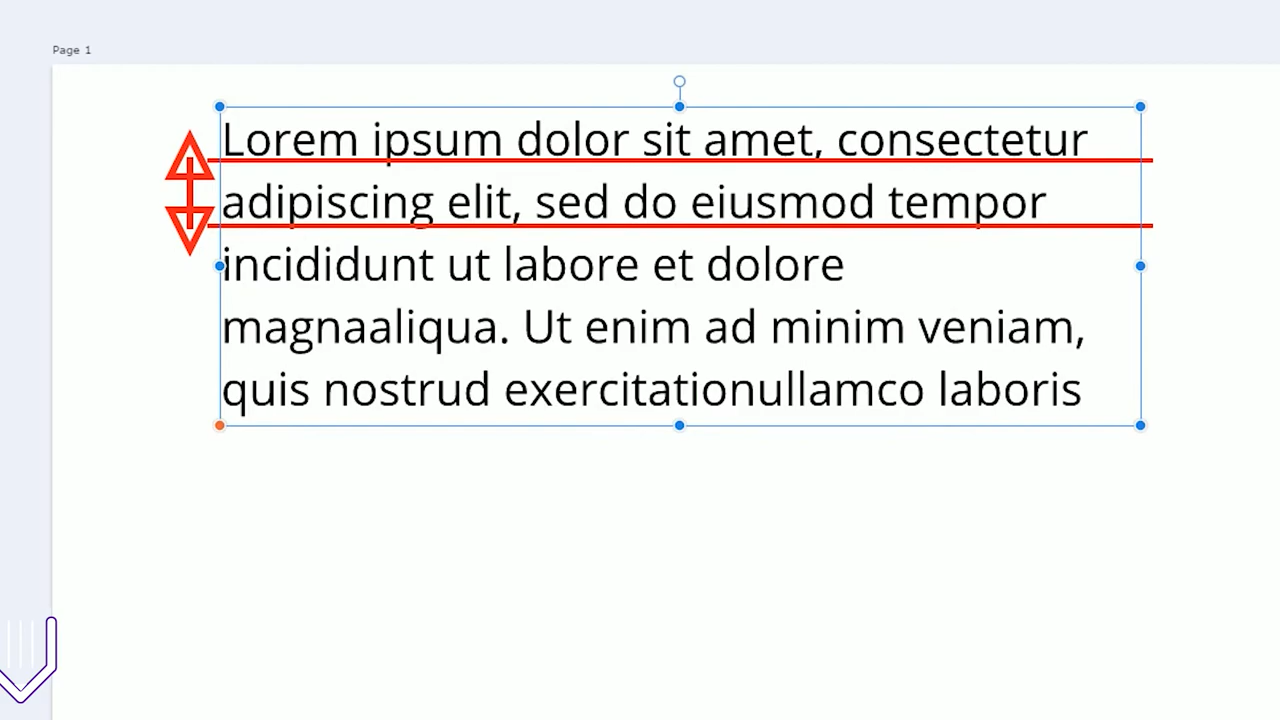 Page 1
Lorem ipsum dolor sit amet, consectetur
adipiscing elit, sed do eiusmod tempor
incididunt ut labore et dolore
magnaaliqua. Ut enim ad minim veniam,
quis nostrud exercitationullamco laboris